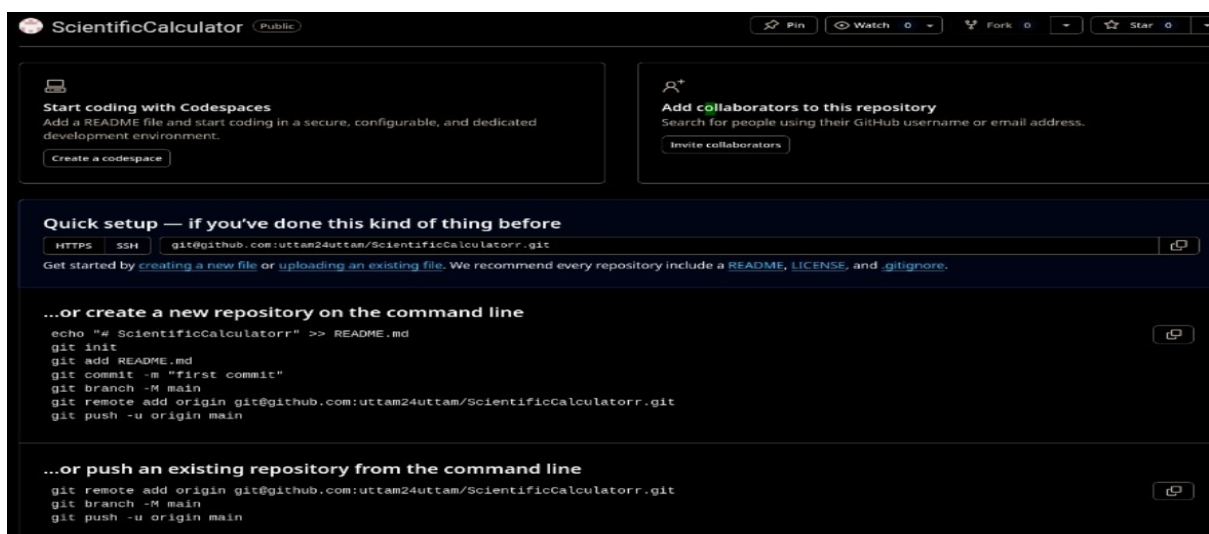 ScientificCalculator Public
Pin Watch 0 Fork 0 Star 0
Start coding with Codespaces
Add a README file and start coding in a secure, configurable, and dedicated
development environment.
Create a codespace
Add collaborators to this repository
Search for people using their GitHub username or email address.
Invite collaborators
Quick setup — if you've done this kind of thing before
HTTPS SSH git@github.com:uttam24uttam/ScientificCalculatorr.git
Get started by creating a new file or uploading an existing file. We recommend every repository include a README, LICENSE, and .gitignore.
...or create a new repository on the command line
echo "# ScientificCalculatorr" >> README.md
git init
git add README.md
git commit -m "first commit"
git branch -M main
git remote add origin git@github.com:uttam24uttam/ScientificCalculatorr.git
git push -u origin main
...or push an existing repository from the command line
git remote add origin git@github.com:uttam24uttam/ScientificCalculatorr.git
git branch -M main
git push -u origin main